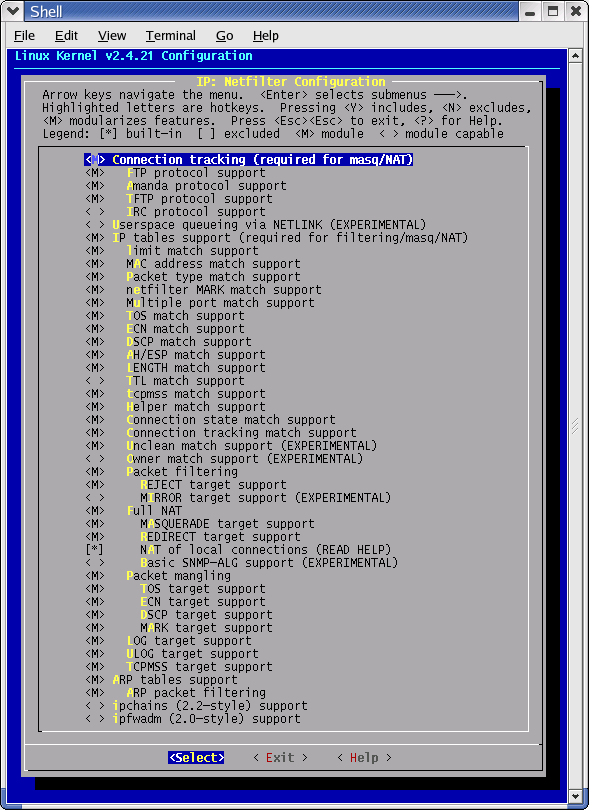 Shell
File Edit View Terminal Go Help
Linux Kernel v2.4.21 Configuration
IP: Netfilter Configuration
Arrow keys navigate the menu. <Enter> selects submenus --->.
Highlighted letters are hotkeys. Pressing <Y> includes, <N> excludes,
<M> modularizes features. Press <Esc><Esc> to exit, <?> for Help.
Legend: [*] built-in [ ] excluded <M> module < > module capable
<M> Connection tracking (required for masq/NAT)
<M> FTP protocol support
<M> Amanda protocol support
<M> TFTP protocol support
< > IRC protocol support
< > Userspace queueing via NETLINK (EXPERIMENTAL)
<M> IP tables support (required for filtering/masq/NAT)
<M> limit match support
<M> MAC address match support
<M> Packet type match support
<M> netfilter MARK match support
<M> Multiple port match support
<M> TOS match support
<M> ECN match support
<M> DSCP match support
<M> AH/ESP match support
<M> LENGTH match support
< > TTL match support
<M> tcpmss match support
<M> Helper match support
<M> Connection state match support
<M> Connection tracking match support
<M> Unclean match support (EXPERIMENTAL)
< > Owner match support (EXPERIMENTAL)
<M> Packet filtering
<M> REJECT target support
< > MIRROR target support (EXPERIMENTAL)
<M> Full NAT
<M> MASQUERADE target support
<M> REDIRECT target support
[*] NAT of local connections (READ HELP)
< > Basic SNMP-ALG support (EXPERIMENTAL)
<M> Packet mangling
<M> TOS target support
<M> ECN target support
<M> DSCP target support
<M> MARK target support
<M> LOG target support
<M> ULOG target support
<M> TCPMSS target support
<M> ARP tables support
<M> ARP packet filtering
< > ipchains (2.2-style) support
< > ipfwadm (2.0-style) support
<Select> < Exit > < Help >